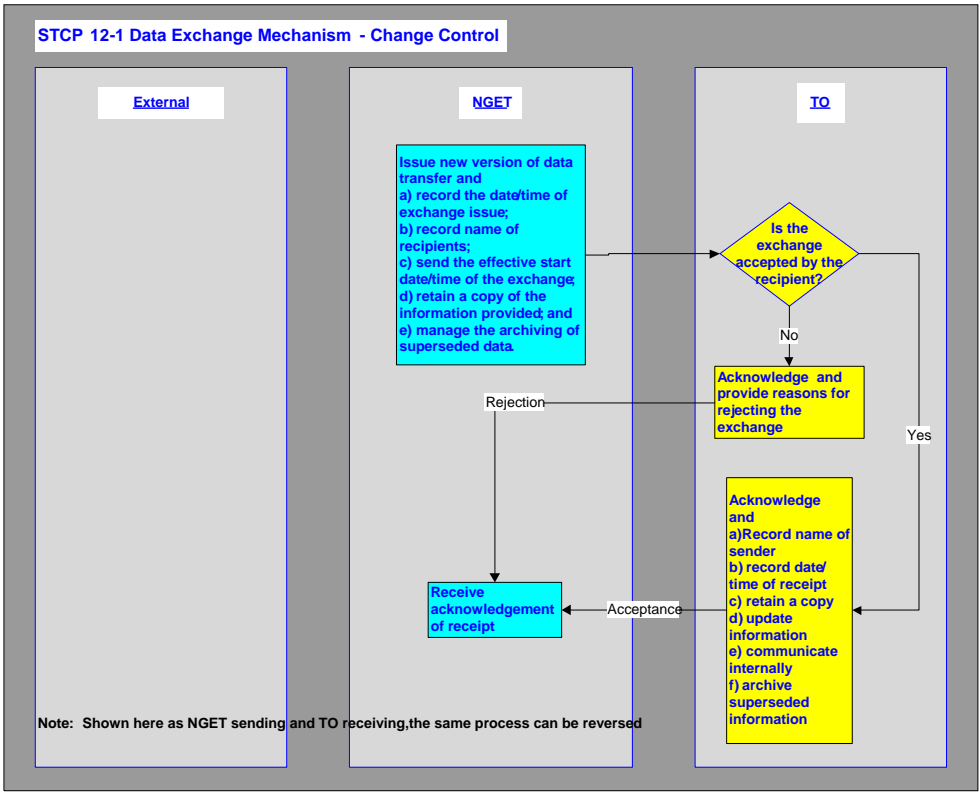 STCP 12-1 Data Exchange Mechanism - Change Control
External
NGET
TO
Issue new version of data
transfer and
a) record the date/time of
exchange issue;
b) record name of
recipients;
c) send the effective start
date/time of the exchange;
d) retain a copy of the
information provided; and
e) manage the archiving of
superseded data.
Is the
exchange
accepted by the
recipient?
No
Acknowledge and
provide reasons for
rejecting the
exchange
Rejection
Yes
Acknowledge
and
a)Record name of
sender
b) record date/
time of receipt
c) retain a copy
d) update
information
e) communicate
internally
f) archive
superseded
information
Acceptance
Receive
acknowledgement
of receipt
Note: Shown here as NGET sending and TO receiving,the same process can be reversed